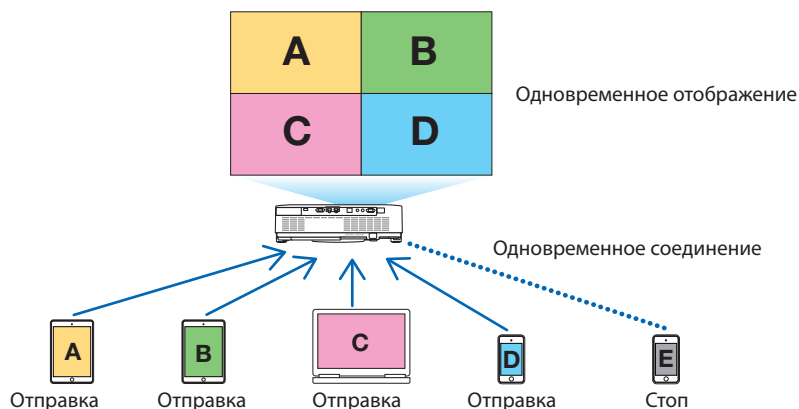 A B
Одновременное отображение
C D
Одновременное соединение
A B C D E
Отправка Отправка Отправка Отправка Стоп